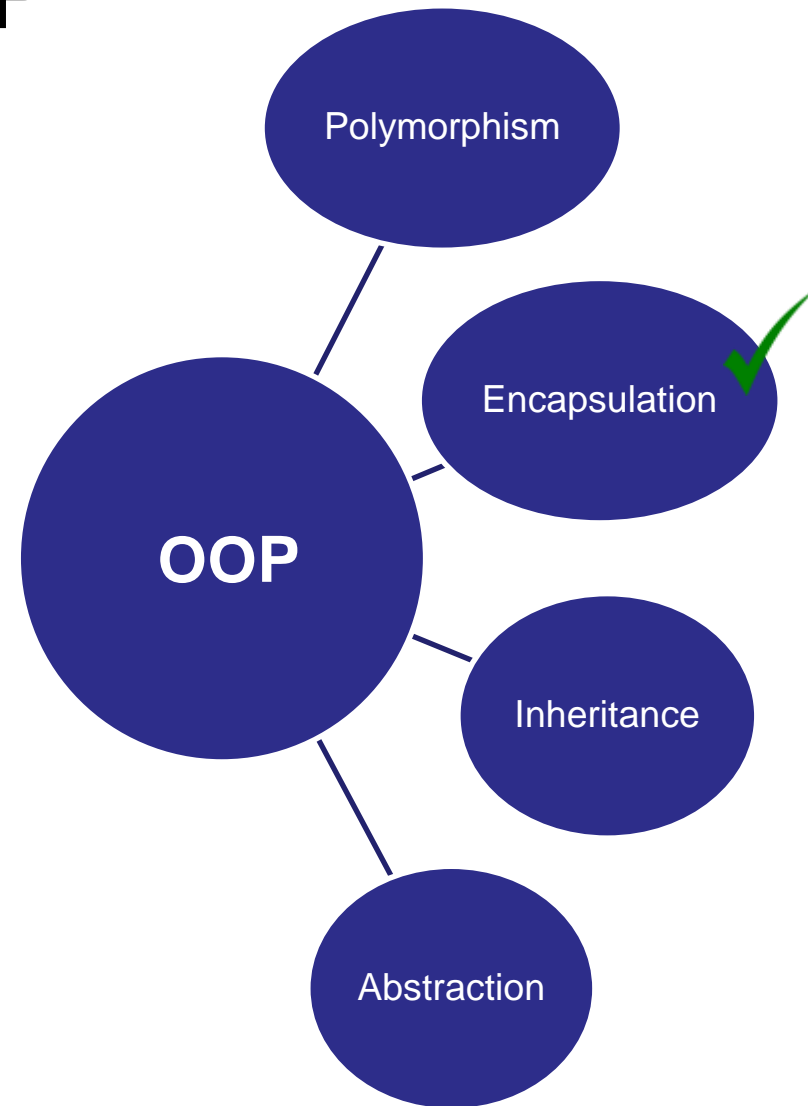 Polymorphism
Encapsulation
OOP
Inheritance
Abstraction